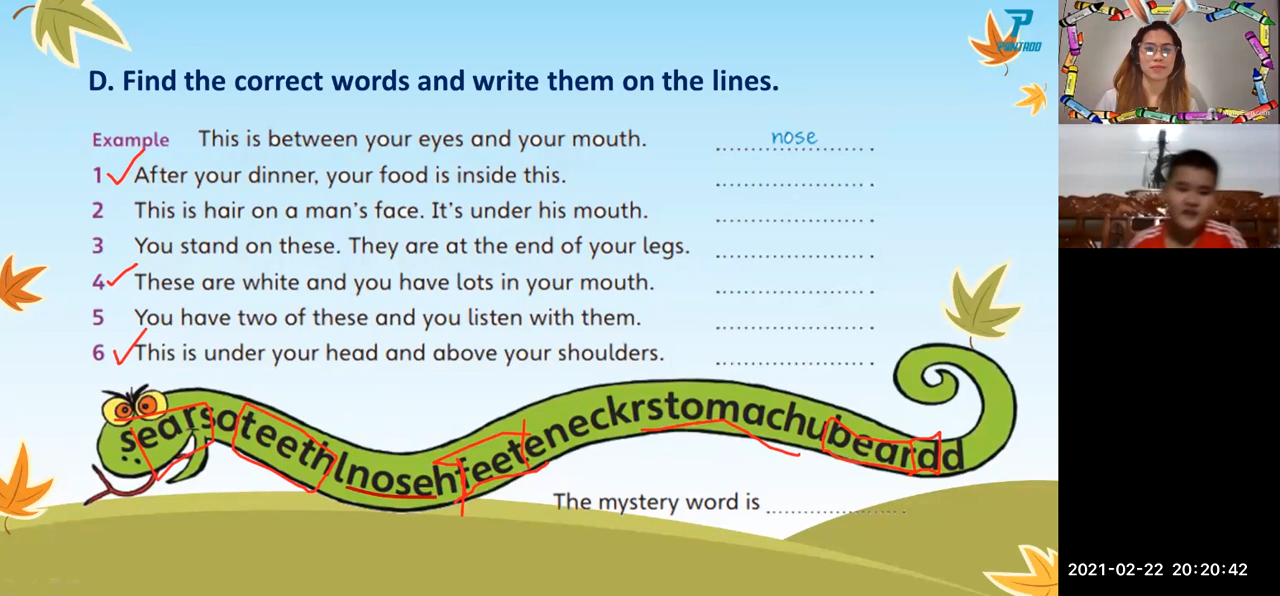 PANTADO
D. Find the correct words and write them on the lines.
Example This is between your eyes and your mouth. nose .
1 After your dinner, your food is inside this. .
2 This is hair on a man's face. It's under his mouth. .
3 You stand on these. They are at the end of your legs. .
4 These are white and you have lots in your mouth. .
5 You have two of these and you listen with them. .
6 This is under your head and above your shoulders. .
searsoteethlnosehfeeteneckrstomachubeardd
The mystery word is .
2021-02-22 20:20:42